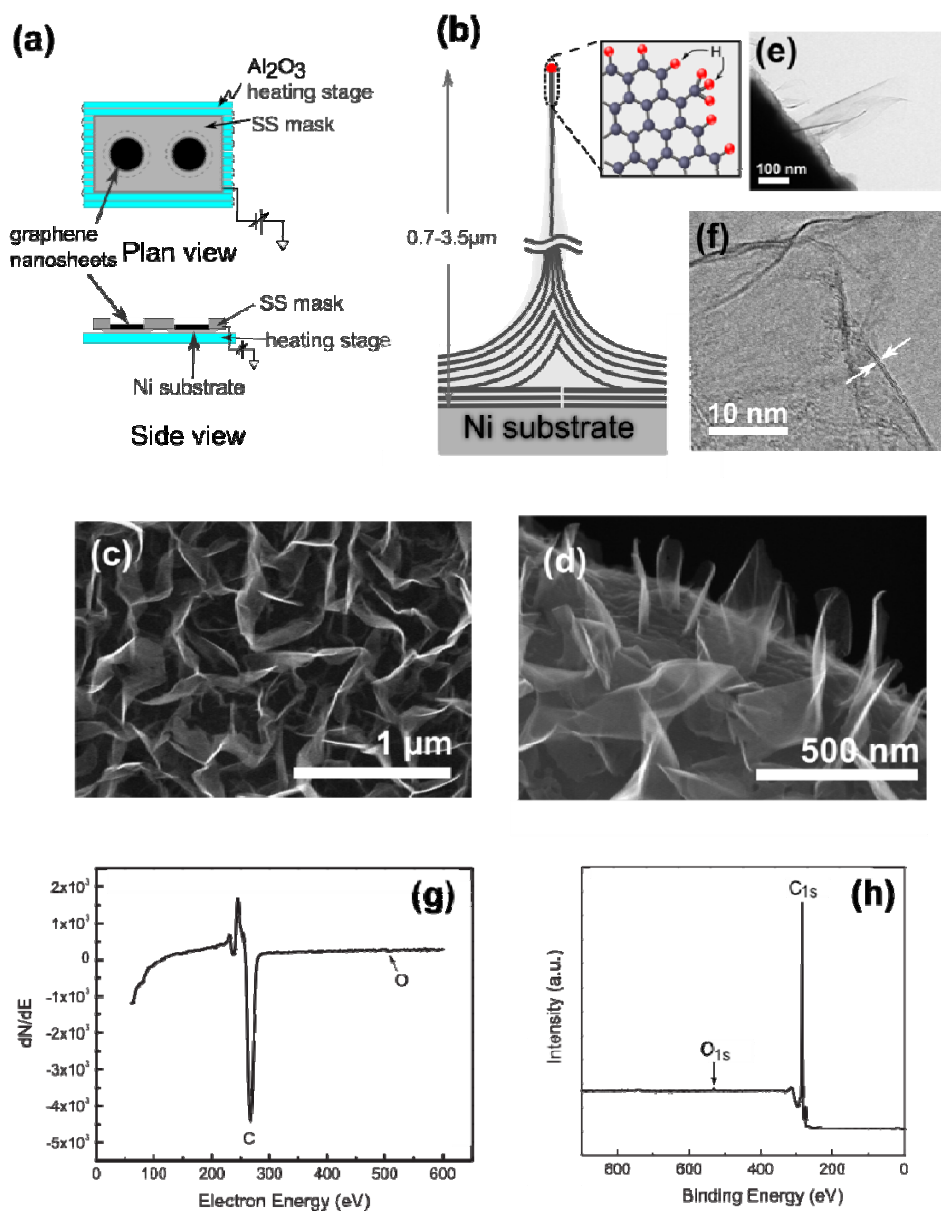 (a)
Al2O3
heating stage
SS mask
graphene
nanosheets
Plan view
SS mask
heating stage
Ni substrate
Side view
(b)
H
0.7-3.5µm
Ni substrate
(e)
100 nm
(f)
10 nm
(c)
1 µm
(d)
500 nm
(g)
2x10³
1x10³
0
-1x10³
-2x10³
-3x10³
-4x10³
-5x10³
dN/dE
O
C
0 100 200 300 400 500 600
Electron Energy (eV)
(h)
C1s
O1s
Intensity (a.u.)
800 600 400 200 0
Binding Energy (eV)